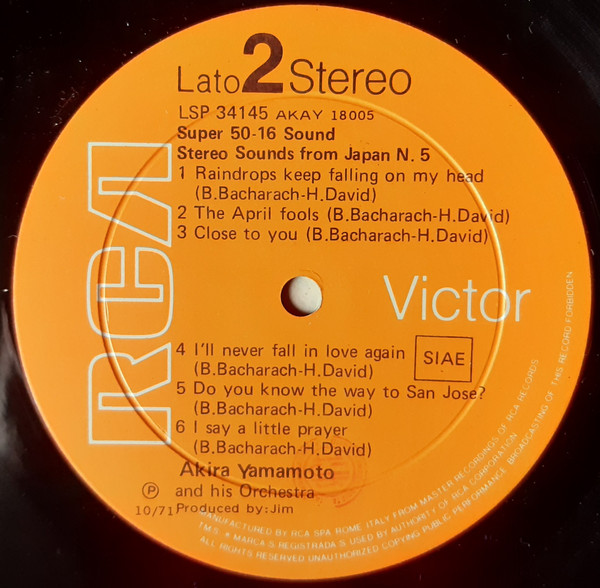 Lato 2 Stereo
LSP 34145 AKAY 18005
Super 50-16 Sound
Stereo Sounds from Japan N. 5
1 Raindrops keep falling on my head
(B.Bacharach-H.David)
2 The April fools (B.Bacharach-H.David)
3 Close to you (B.Bacharach-H.David)
RCA
Victor
4 I'll never fall in love again
(B.Bacharach-H.David)
SIAE
5 Do you know the way to San Jose?
(B.Bacharach-H.David)
6 I say a little prayer
(B.Bacharach-H.David)
Akira Yamamoto
℗ and his Orchestra
10/71 Produced by: Jim
MANUFACTURED BY RCA SPA ROME ITALY FROM MASTER RECORDINGS OF RCA RECORDS
TM.S ® MARCA S REGISTRADA S USED BY AUTHORITY OF RCA CORPORATION
ALL RIGHTS RESERVED UNAUTHORIZED COPYING PUBLIC PERFORMANCE BROADCASTING OF THIS RECORD FORBIDDEN